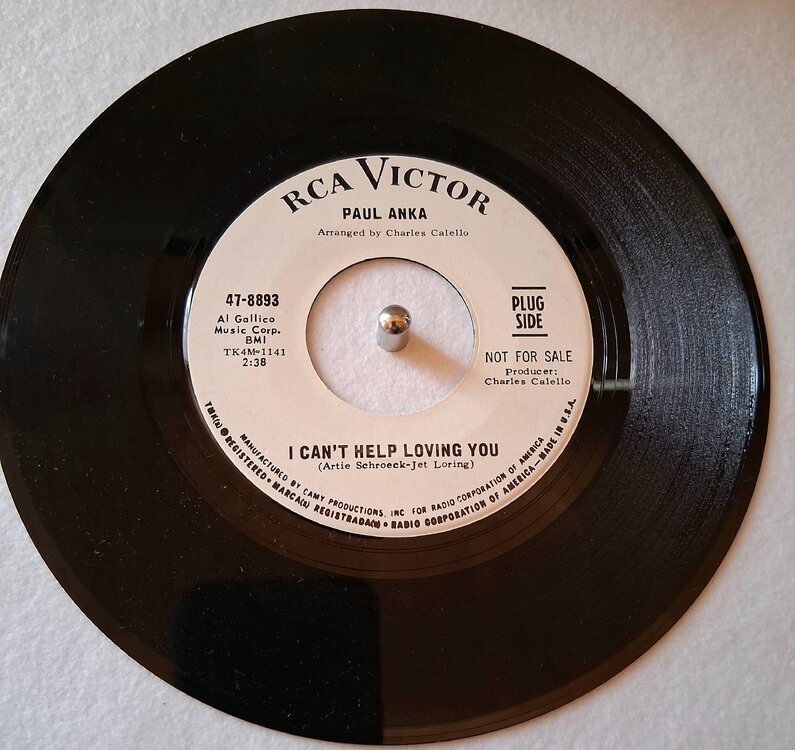 RCA VICTOR
PAUL ANKA
Arranged by Charles Calello
47-8893
Al Gallico
Music Corp.
BMI
TK4M-1141
2:38
PLUG
SIDE
NOT FOR SALE
Producer:
Charles Calello
I CAN'T HELP LOVING YOU
(Artie Schroeck-Jet Loring)
MANUFACTURED BY CAMY PRODUCTIONS, INC FOR RADIO CORPORATION OF AMERICA
TMK(s) ● REGISTERED • MARCA(s) REGISTRADA(s) • RADIO CORPORATION OF AMERICA—MADE IN U.S.A.